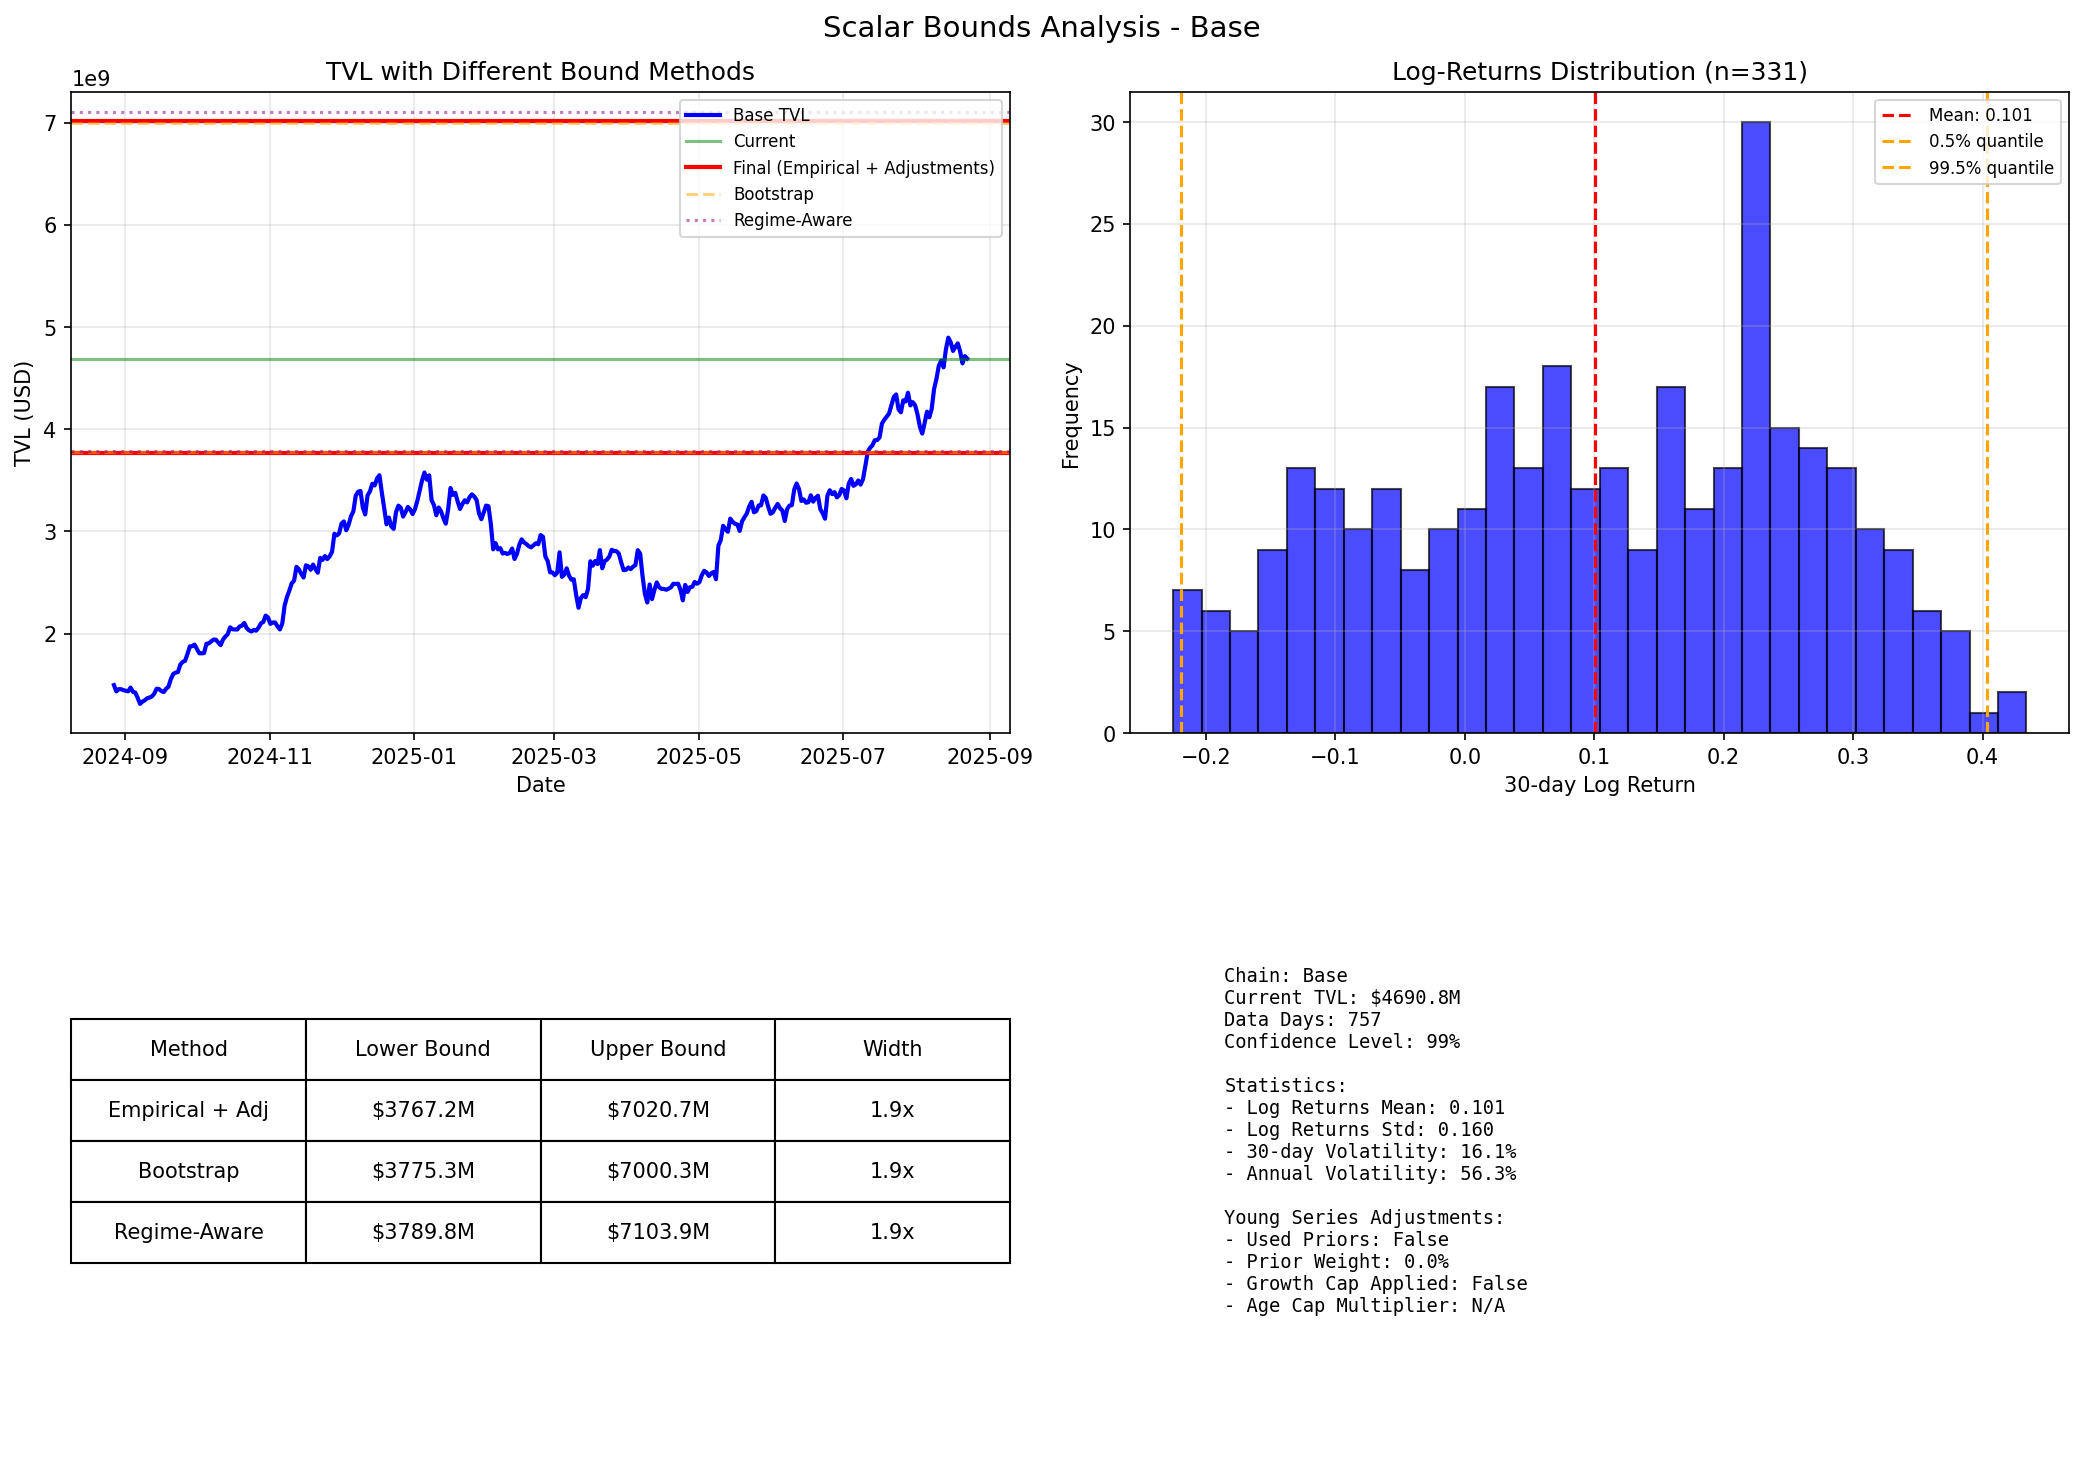 Scalar Bounds Analysis - Base
TVL with Different Bound Methods
1e9
TVL (USD)
7
6
5
4
3
2
2024-09 2024-11 2025-01 2025-03 2025-05 2025-07 2025-09
Date
Base TVL
Current
Final (Empirical + Adjustments)
Bootstrap
Regime-Aware
Log-Returns Distribution (n=331)
Frequency
30
25
20
15
10
5
0
−0.2 −0.1 0.0 0.1 0.2 0.3 0.4
30-day Log Return
Mean: 0.101
0.5% quantile
99.5% quantile
Method Lower Bound Upper Bound Width
Empirical + Adj $3767.2M $7020.7M 1.9x
Bootstrap $3775.3M $7000.3M 1.9x
Regime-Aware $3789.8M $7103.9M 1.9x
Chain: Base
Current TVL: $4690.8M
Data Days: 757
Confidence Level: 99%
Statistics:
- Log Returns Mean: 0.101
- Log Returns Std: 0.160
- 30-day Volatility: 16.1%
- Annual Volatility: 56.3%
Young Series Adjustments:
- Used Priors: False
- Prior Weight: 0.0%
- Growth Cap Applied: False
- Age Cap Multiplier: N/A